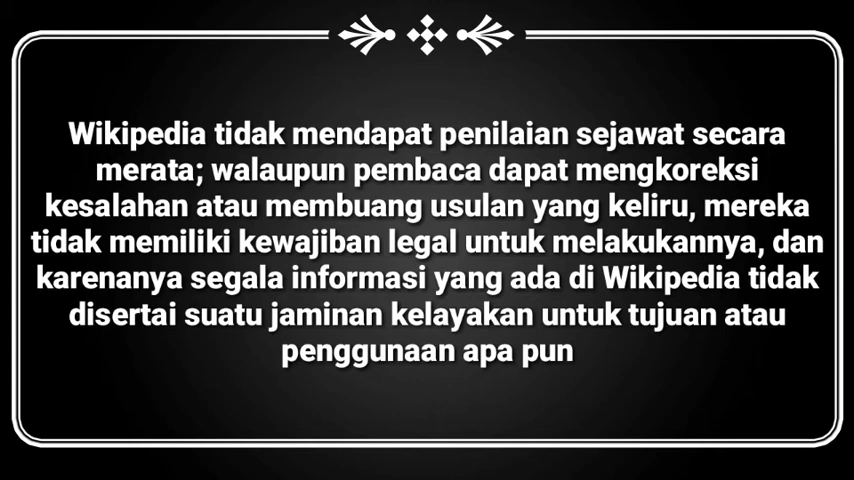 Wikipedia tidak mendapat penilaian sejawat secara
merata; walaupun pembaca dapat mengkoreksi
kesalahan atau membuang usulan yang keliru, mereka
tidak memiliki kewajiban legal untuk melakukannya, dan
karenanya segala informasi yang ada di Wikipedia tidak
disertai suatu jaminan kelayakan untuk tujuan atau
penggunaan apa pun